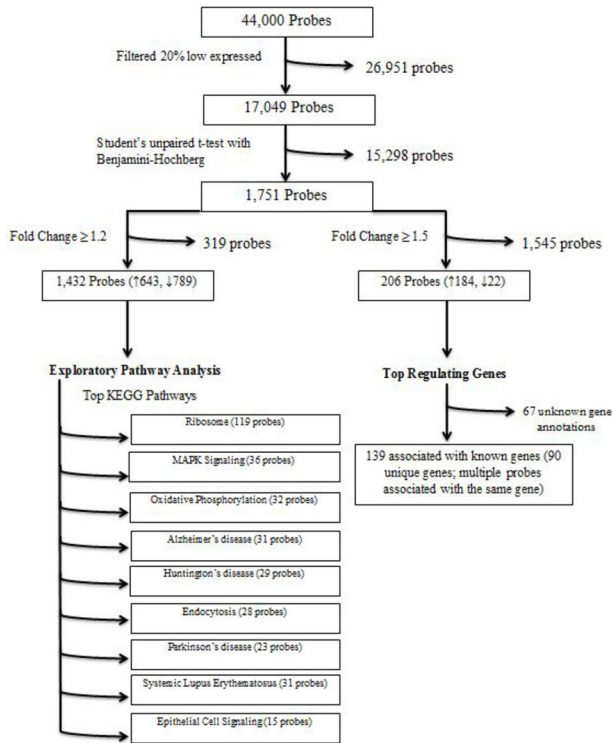 44,000 Probes
Filtered 20% low expressed
26,951 probes
17,049 Probes
Student's unpaired t-test with
Benjamini-Hochberg
15,298 probes
1,751 Probes
Fold Change ≥ 1.2
319 probes
1,432 Probes (↑643, ↓789)
Exploratory Pathway Analysis
Top KEGG Pathways
Ribosome (119 probes)
MAPK Signaling (36 probes)
Oxidative Phosphorylation (32 probes)
Alzheimer's disease (31 probes)
Huntington's disease (29 probes)
Endocytosis (28 probes)
Parkinson's disease (23 probes)
Systemic Lupus Erythematosus (31 probes)
Epithelial Cell Signaling (15 probes)
Fold Change ≥ 1.5
1,545 probes
206 Probes (↑184, ↓22)
Top Regulating Genes
67 unknown gene
annotations
139 associated with known genes (90
unique genes; multiple probes
associated with the same gene)